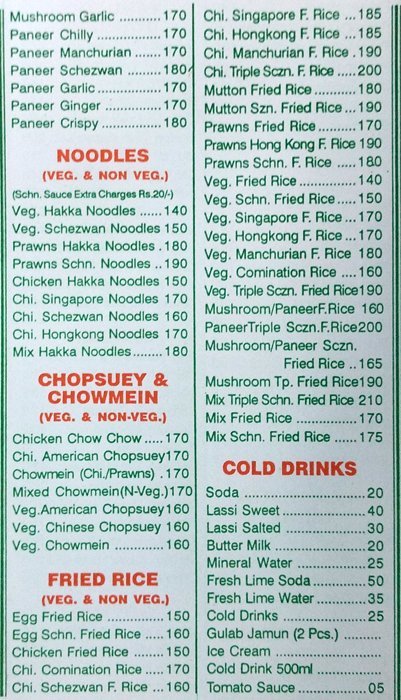 Mushroom Garlic ........... 170
Paneer Chilly ................ 170
Paneer Manchurian ..... 170
Paneer Schezwan ......... 180
Paneer Garlic ................ 170
Paneer Ginger .............. 170
Paneer Crispy ............... 180
NOODLES
(VEG. & NON VEG.)
(Schn. Sauce Extra Charges Rs.20/-)
Veg. Hakka Noodles ...... 140
Veg. Schezwan Noodles 150
Prawns Hakka Noodles . 180
Prawns Schn. Noodles .. 190
Chicken Hakka Noodles 150
Chi. Singapore Noodles 170
Chi. Schezwan Noodles 160
Chi. Hongkong Noodles 170
Mix Hakka Noodles........ 180
CHOPSUEY &
CHOWMEIN
(VEG. & NON-VEG.)
Chicken Chow Chow ..... 170
Chi. American Chopsuey170
Chowmein (Chi./Prawns) . 170
Mixed Chowmein(N-Veg.)170
Veg.American Chopsuey160
Veg. Chinese Chopsuey 160
Veg. Chowmein .............. 160
FRIED RICE
(VEG. & NON VEG.)
Egg Fried Rice ............... 150
Egg Schn. Fried Rice .... 160
Chicken Fried Rice ........ 150
Chi. Comination Rice .... 170
Chi. Schezwan F. Rice ... 160
Chi. Singapore F. Rice ... 185
Chi. Hongkong F. Rice ... 185
Chi. Manchurian F. Rice . 190
Chi. Triple Sczn. F. Rice ..... 200
Mutton Fried Rice ............ 180
Mutton Szn. Fried Rice ... 190
Prawns Fried Rice ............ 170
Prawns Hong Kong F. Rice 190
Prawns Schn. F. Rice ..... 180
Veg. Fried Rice ................ 140
Veg. Schn. Fried Rice ..... 150
Veg. Singapore F. Rice ... 170
Veg. Hongkong F. Rice ... 170
Veg. Manchurian F. Rice 180
Veg. Comination Rice .... 160
Veg. Triple Sczn. Fried Rice190
Mushroom/PaneerF.Rice 160
PaneerTriple Sczn.F.Rice200
Mushroom/Paneer Sczn.
Fried Rice .. 165
Mushroom Tp. Fried Rice190
Mix Triple Schn. Fried Rice 210
Mix Fried Rice ................. 170
Mix Schn. Fried Rice ...... 175
COLD DRINKS
Soda ............................... 20
Lassi Sweet .................... 40
Lassi Salted .................... 30
Butter Milk ...................... 20
Mineral Water ................. 25
Fresh Lime Soda ............ 50
Fresh Lime Water ........... 35
Cold Drinks ..................... 25
Gulab Jamun (2 Pcs.) .........
Ice Cream .........................
Cold Drink 500ml ................
Tomato Sauce ................ 05